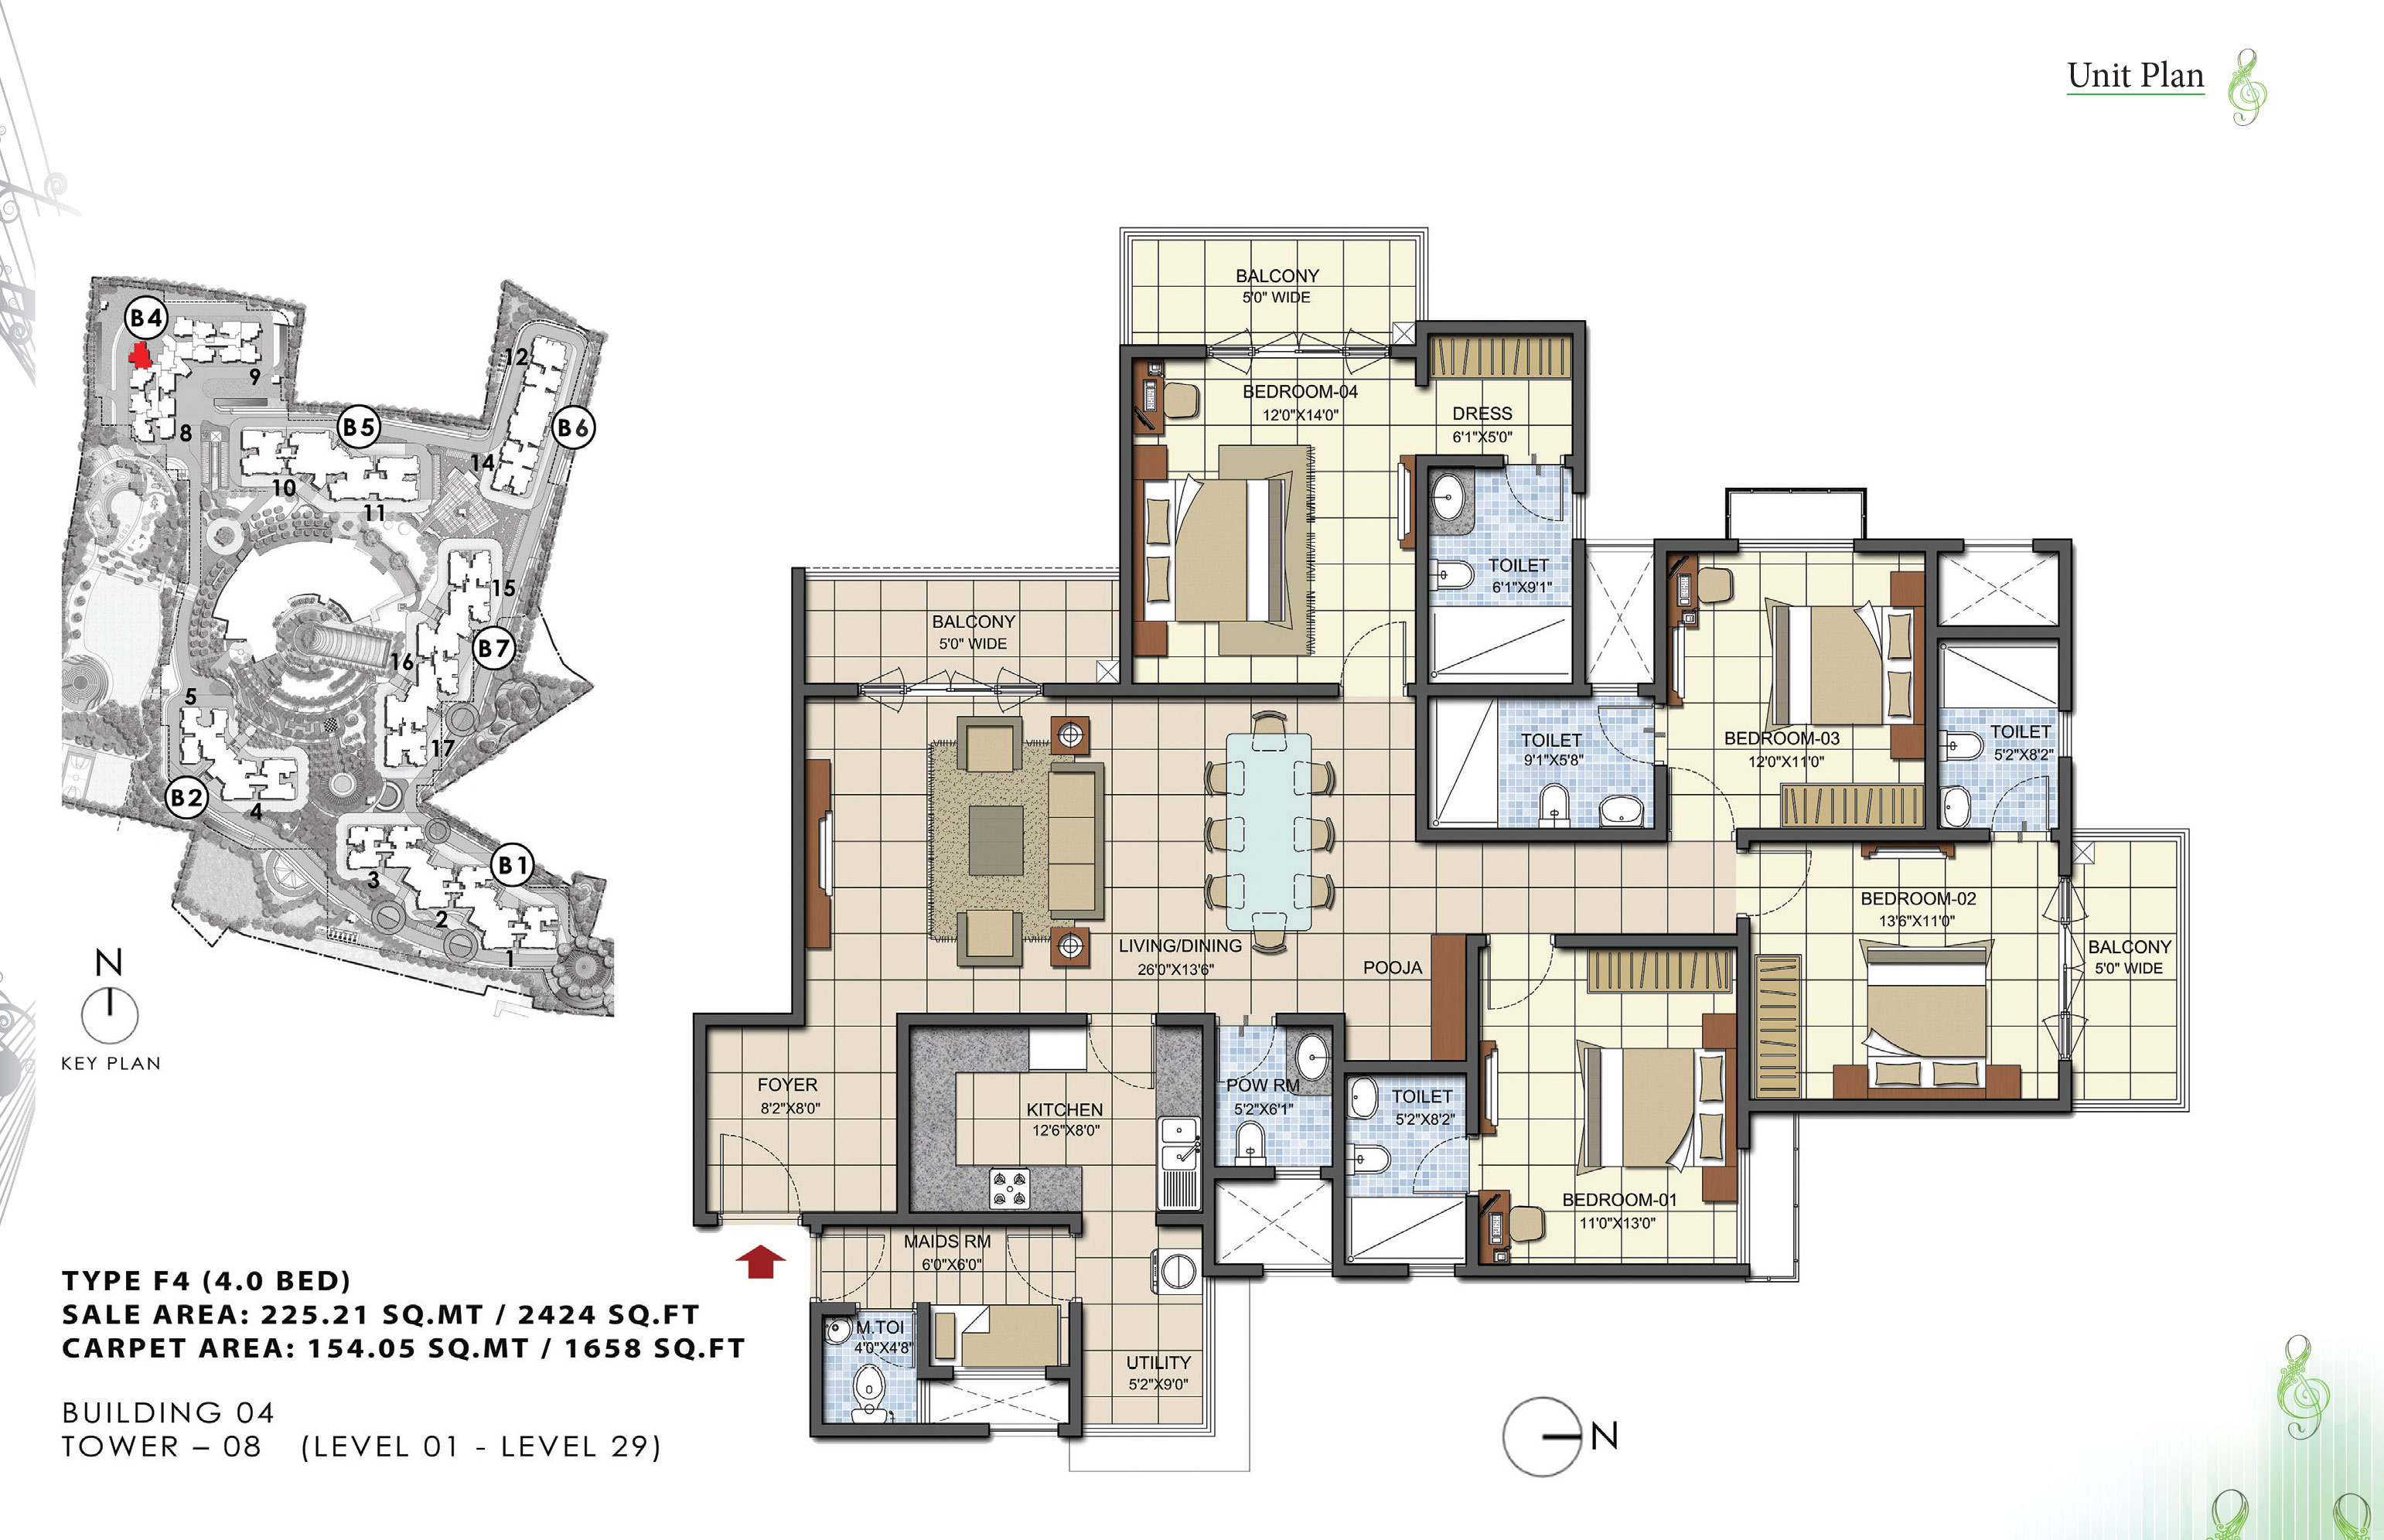 Unit Plan
B4
9
8
12
B5
B6
14
10
11
15
B7
16
5
17
B2
4
B1
3
2
1
N
KEY PLAN
BALCONY
5'0" WIDE
BEDROOM-04
12'0"X14'0"
DRESS
6'1"X5'0"
TOILET
6'1"X9'1"
BALCONY
5'0" WIDE
TOILET
9'1"X5'8"
BEDROOM-03
12'0"X11'0"
TOILET
5'2"X8'2"
BEDROOM-02
13'6"X11'0"
BALCONY
5'0" WIDE
LIVING/DINING
26'0"X13'6"
POOJA
FOYER
8'2"X8'0"
KITCHEN
12'6"X8'0"
POW RM
5'2"X6'1"
TOILET
5'2"X8'2"
BEDROOM-01
11'0"X13'0"
MAIDS RM
6'0"X6'0"
M.TOI
4'0"X4'8"
UTILITY
5'2"X9'0"
N
TYPE F4 (4.0 BED)
SALE AREA: 225.21 SQ.MT / 2424 SQ.FT
CARPET AREA: 154.05 SQ.MT / 1658 SQ.FT
BUILDING 04
TOWER – 08 (LEVEL 01 - LEVEL 29)